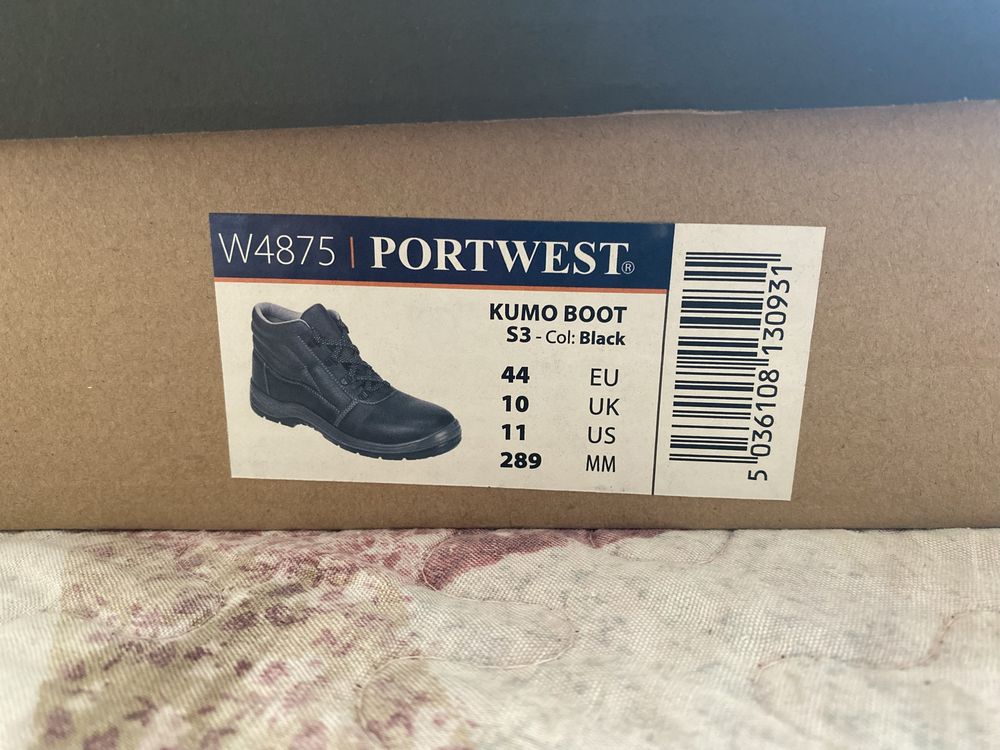 W4875 | PORTWEST®
KUMO BOOT
S3 - Col: Black
44 EU
10 UK
11 US
289 MM
5 036108 130931